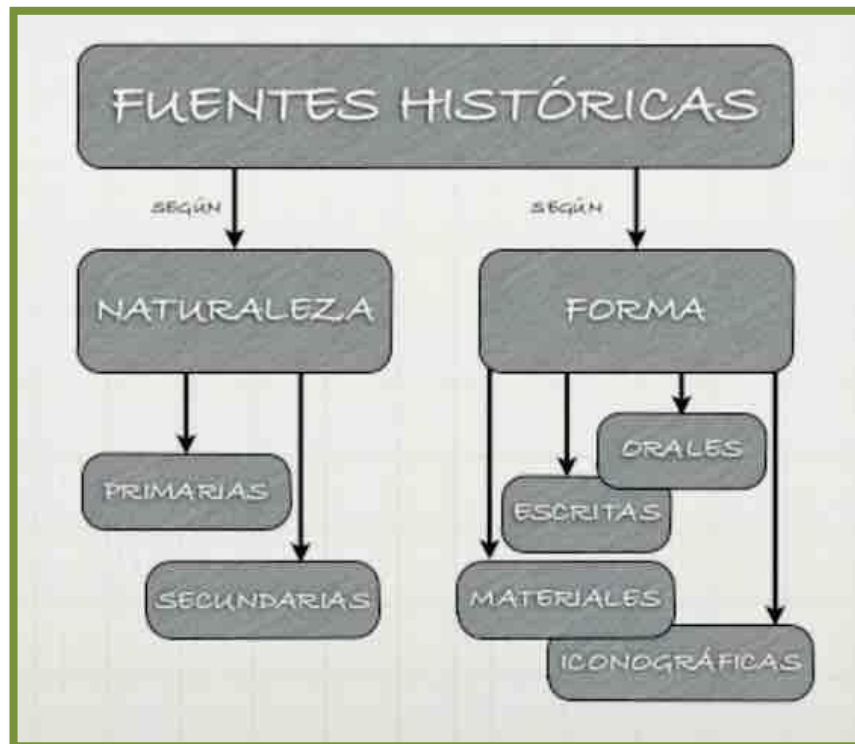 FUENTES HISTÓRICAS
SEGÚN
SEGÚN
NATURALEZA
FORMA
PRIMARIAS
SECUNDARIAS
ORALES
ESCRITAS
MATERIALES
ICONOGRÁFICAS